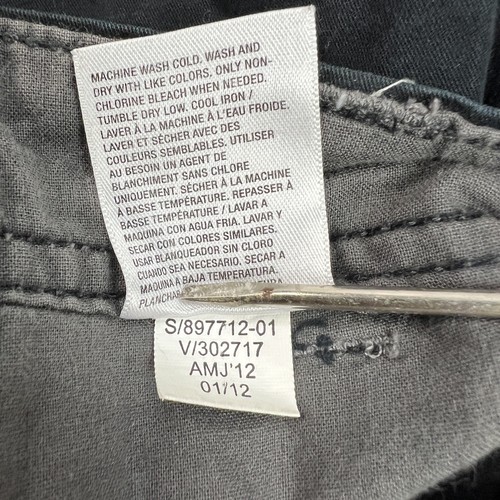 MACHINE WASH COLD. WASH AND
DRY WITH LIKE COLORS. ONLY NON-
CHLORINE BLEACH WHEN NEEDED.
TUMBLE DRY LOW. COOL IRON /
LAVER À LA MACHINE À L'EAU FROIDE.
LAVER ET SÉCHER AVEC DES
COULEURS SEMBLABLES. UTILISER
AU BESOIN UN AGENT DE
BLANCHIMENT SANS CHLORE
UNIQUEMENT. SÉCHER À LA MACHINE
À BASSE TEMPÉRATURE. REPASSER À
BASSE TEMPÉRATURE / LAVAR A
MAQUINA CON AGUA FRIA. LAVAR Y
SECAR CON COLORES SIMILARES.
USAR BLANQUEADOR SIN CLORO
CUANDO SEA NECESARIO. SECAR A
MAQUINA A BAJA TEMPERATURA.
S/897712-01
V/302717
AMJ'12
01/12